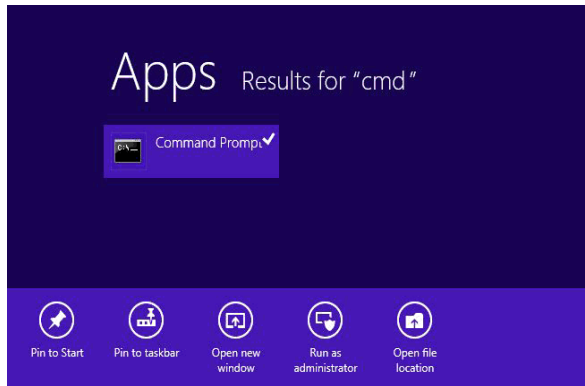 Apps Results for “cmd”
C:\_
Command Prompt
Pin to Start
Pin to taskbar
Open new
window
Run as
administrator
Open file
location